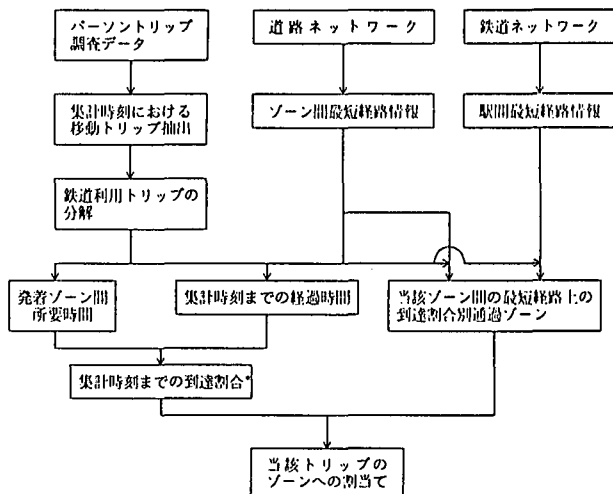 パーソントリップ
調査データ
道路ネットワーク
鉄道ネットワーク
集計時刻における
移動トリップ抽出
ゾーン間最短経路情報
駅間最短経路情報
鉄道利用トリップの
分解
発着ゾーン間
所要時間
集計時刻までの経過時間
当該ゾーン間の最短経路上の
到達割合別通過ゾーン
集計時刻までの到達割合*
当該トリップの
ゾーンへの割当て